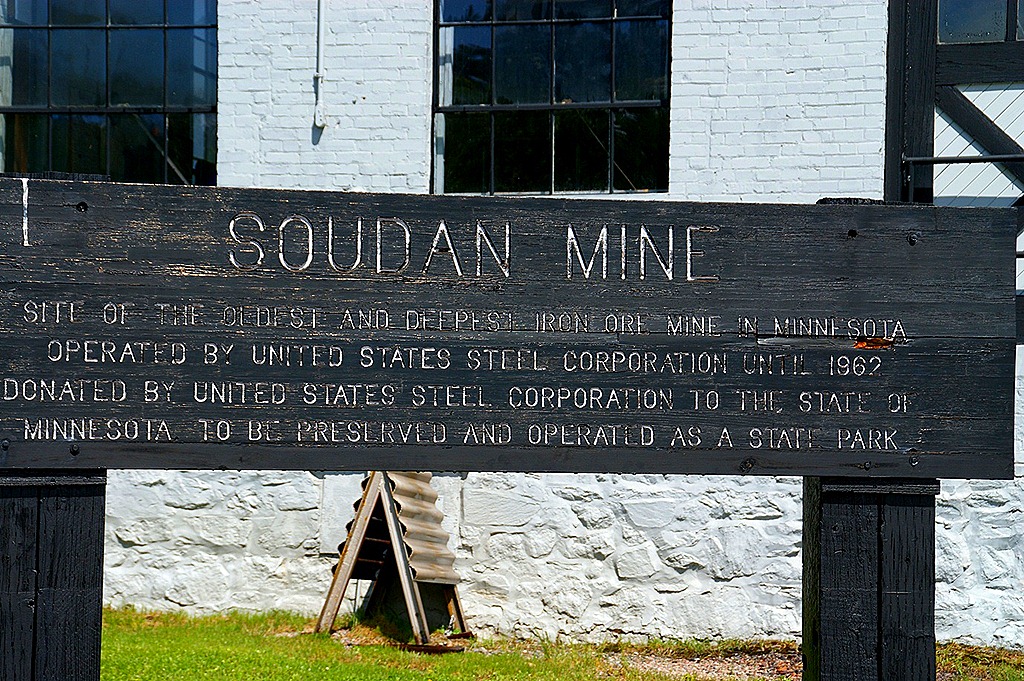 SOUDAN MINE
SITE OF THE OLDEST AND DEEPEST IRON ORE MINE IN MINNESOTA
OPERATED BY UNITED STATES STEEL CORPORATION UNTIL 1962
DONATED BY UNITED STATES STEEL CORPORATION TO THE STATE OF
MINNESOTA TO BE PRESERVED AND OPERATED AS A STATE PARK